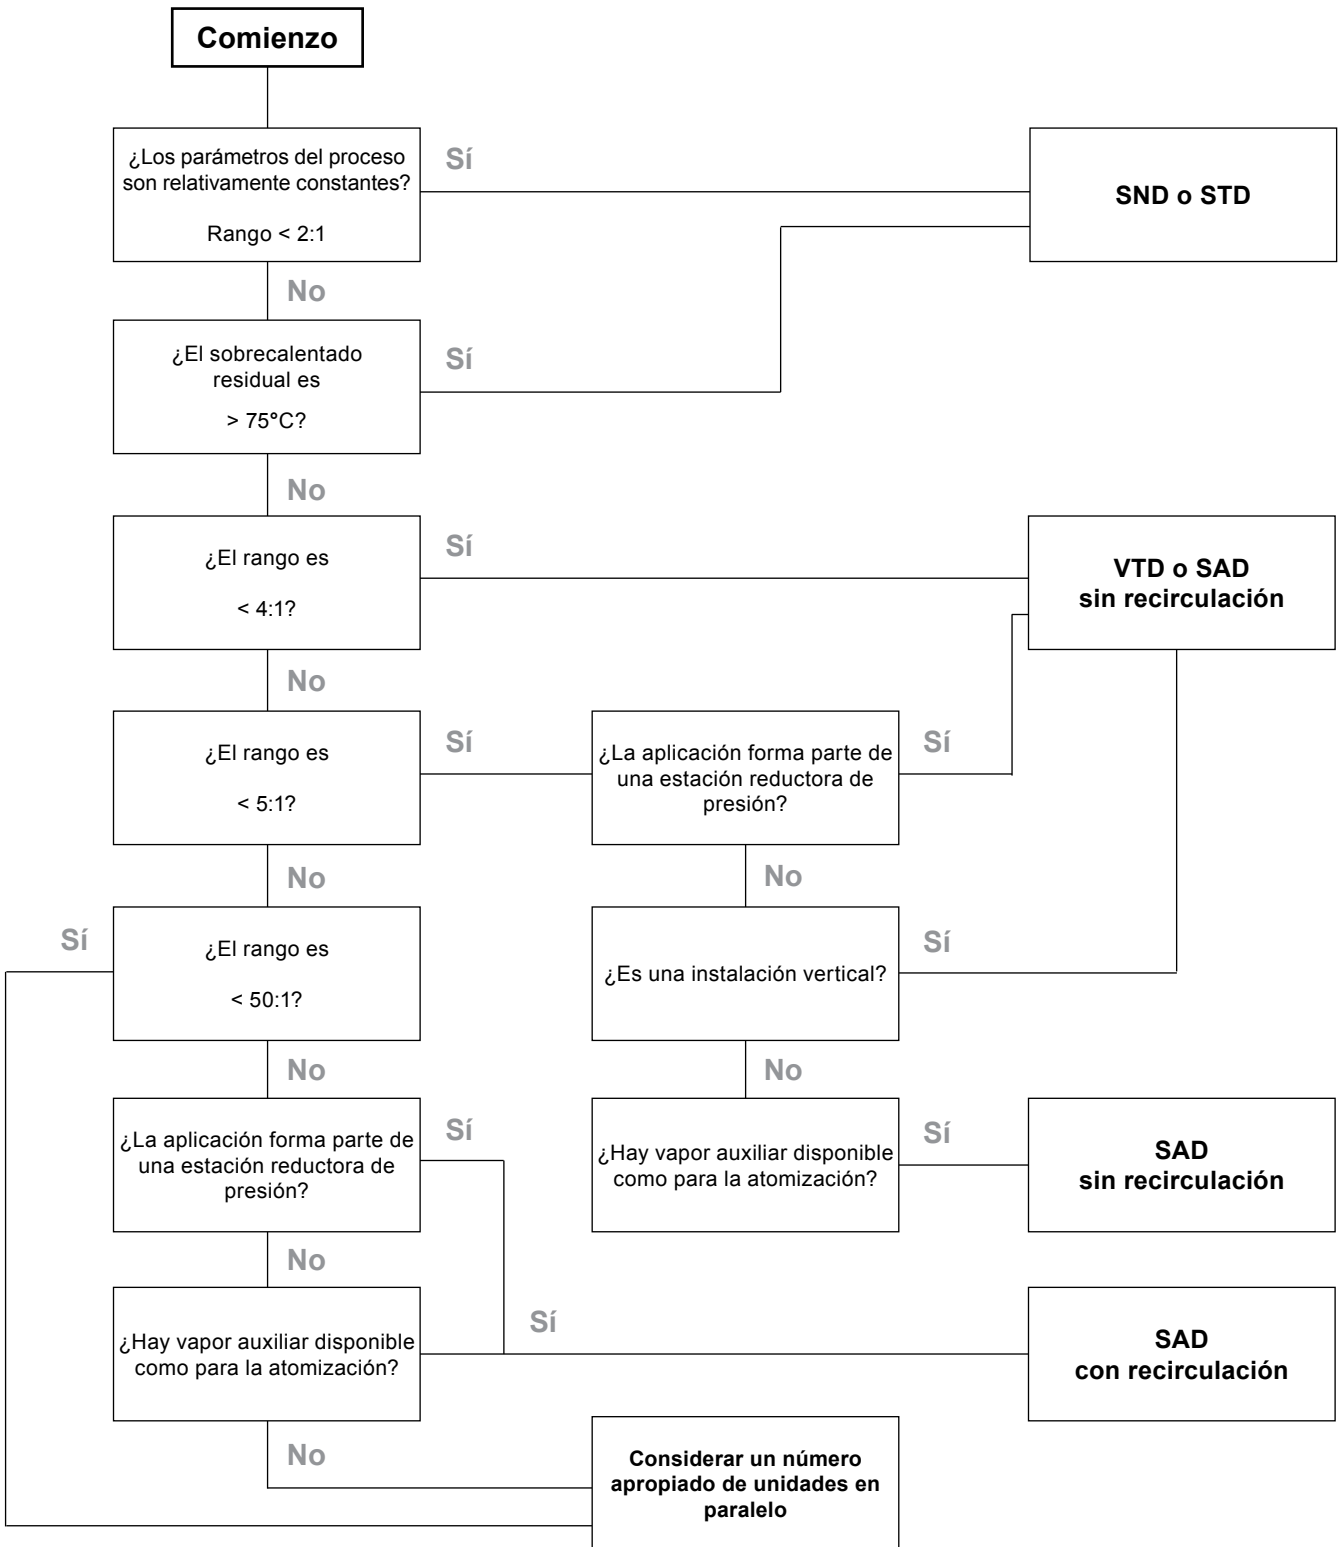 Comienzo
¿Los parámetros del proceso
son relativamente constantes?
Rango < 2:1
Sí
SND o STD
No
¿El sobrecalentado
residual es
> 75°C?
Sí
No
¿El rango es
< 4:1?
Sí
VTD o SAD
sin recirculación
No
¿El rango es
< 5:1?
Sí
¿La aplicación forma parte de
una estación reductora de
presión?
Sí
No
No
Sí
¿El rango es
< 50:1?
¿Es una instalación vertical?
Sí
No
No
¿La aplicación forma parte de
una estación reductora de
presión?
Sí
¿Hay vapor auxiliar disponible
como para la atomización?
Sí
SAD
sin recirculación
No
¿Hay vapor auxiliar disponible
como para la atomización?
Sí
SAD
con recirculación
No
Considerar un número
apropiado de unidades en
paralelo